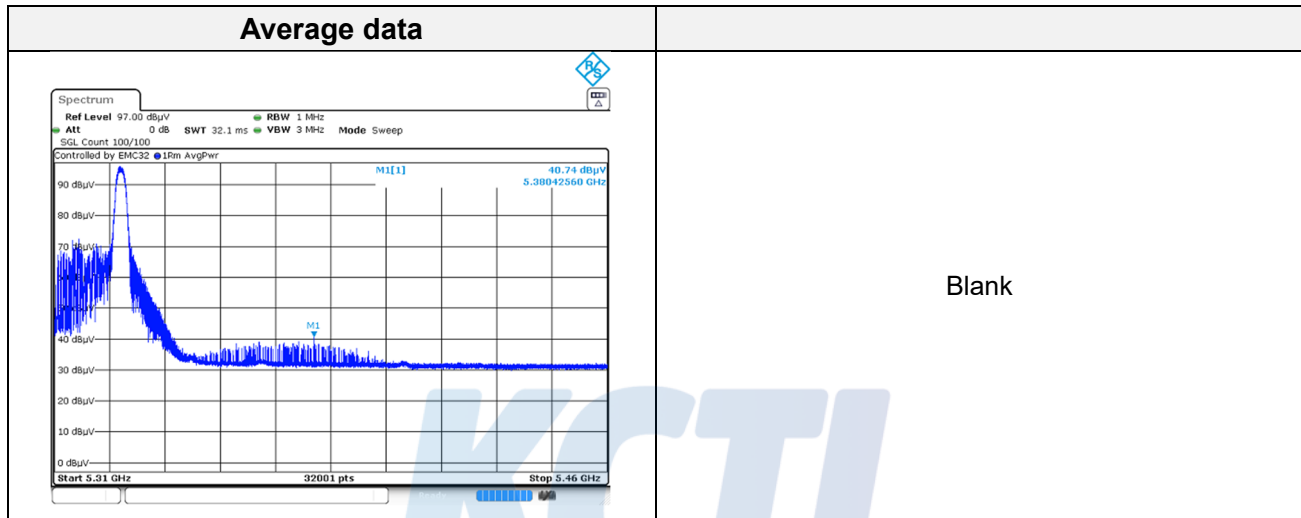 Average data
R&S
Spectrum
Ref Level 97.00 dBµV RBW 1 MHz
Att 0 dB SWT 32.1 ms VBW 3 MHz Mode Sweep
SGL Count 100/100
Controlled by EMC32 1Rm AvgPwr
M1[1] 40.74 dBµV
5.38042560 GHz
90 dBµV
80 dBµV
70 dBµV
M1
40 dBµV
30 dBµV
20 dBµV
10 dBµV
0 dBµV
Start 5.31 GHz 32001 pts Stop 5.46 GHz
Blank
KCTL